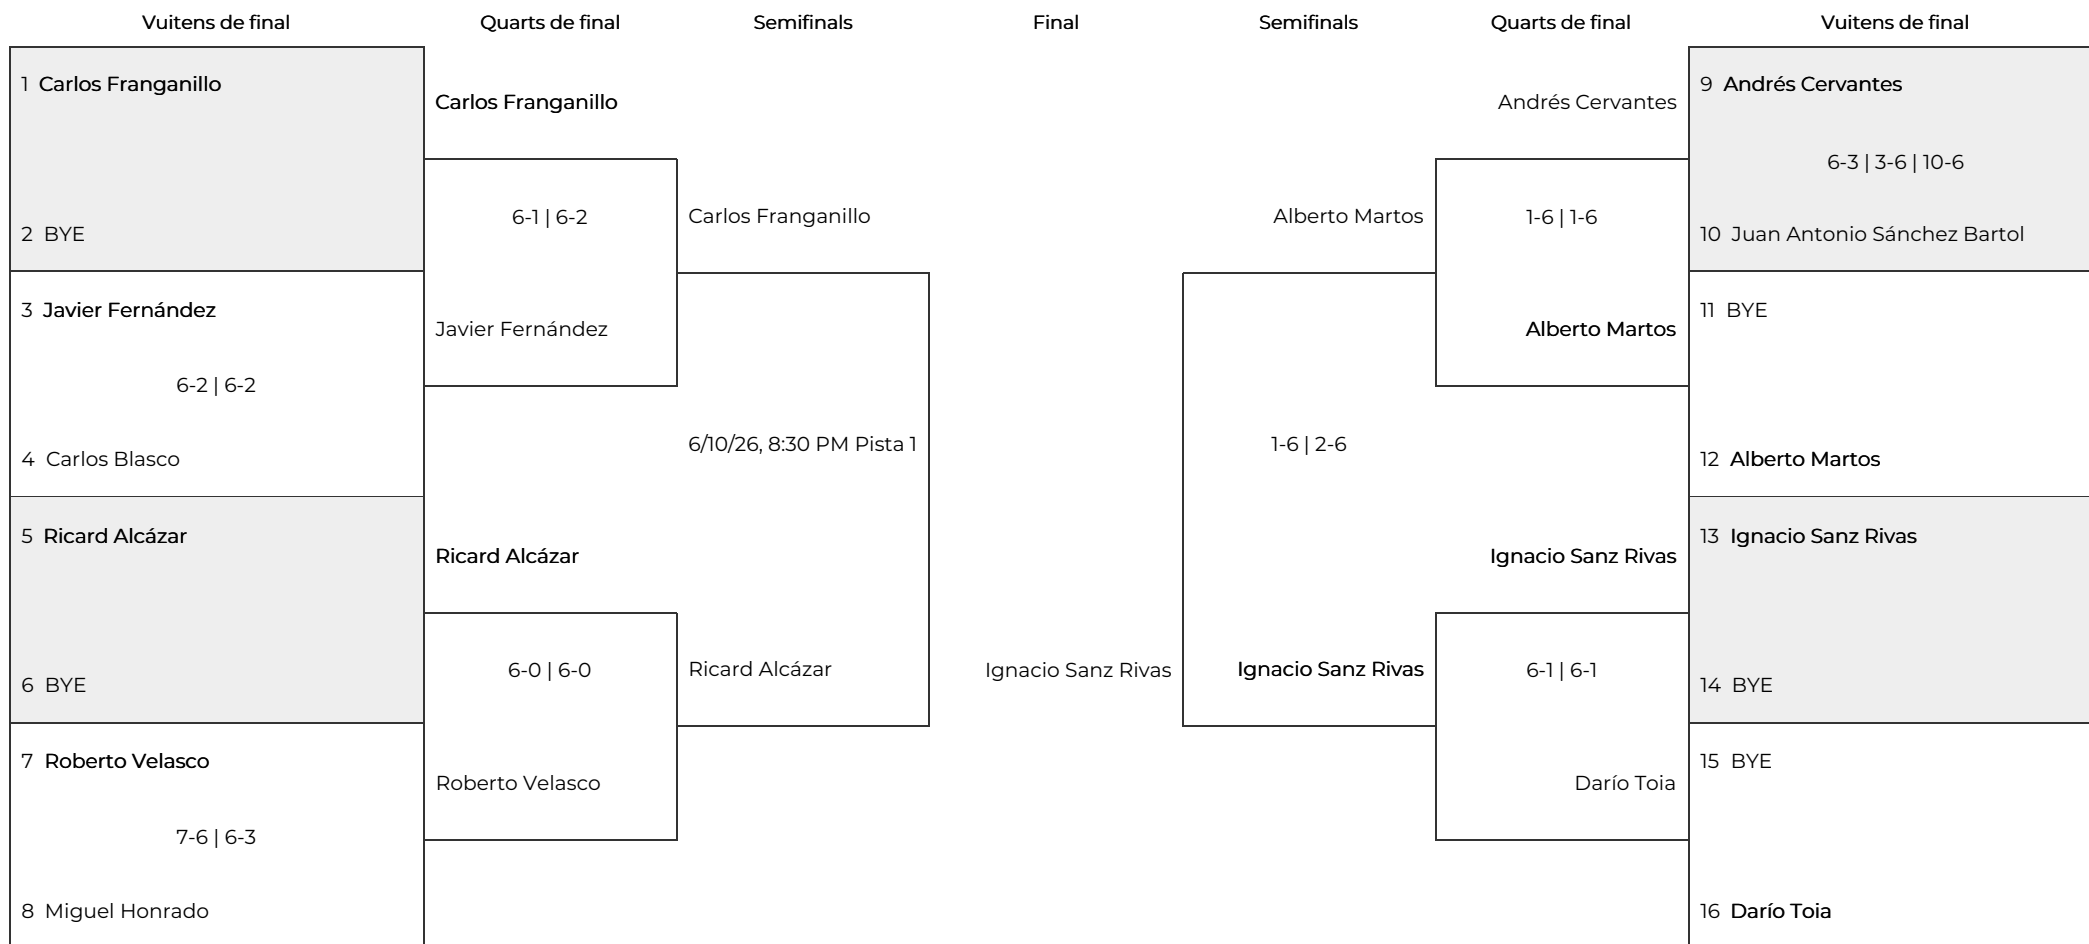 Vuitens de final
Quarts de final
Semifinals
Final
Semifinals
Quarts de final
Vuitens de final
1 Carlos Franganillo
2 BYE
3 Javier Fernández
6-2 | 6-2
4 Carlos Blasco
5 Ricard Alcázar
6 BYE
7 Roberto Velasco
7-6 | 6-3
8 Miguel Honrado
Carlos Franganillo
6-1 | 6-2
Javier Fernández
Ricard Alcázar
6-0 | 6-0
Roberto Velasco
Carlos Franganillo
6/10/26, 8:30 PM Pista 1
Ricard Alcázar
Ignacio Sanz Rivas
Alberto Martos
1-6 | 2-6
Ignacio Sanz Rivas
Andrés Cervantes
1-6 | 1-6
Alberto Martos
Ignacio Sanz Rivas
6-1 | 6-1
Darío Toia
9 Andrés Cervantes
6-3 | 3-6 | 10-6
10 Juan Antonio Sánchez Bartol
11 BYE
12 Alberto Martos
13 Ignacio Sanz Rivas
14 BYE
15 BYE
16 Darío Toia